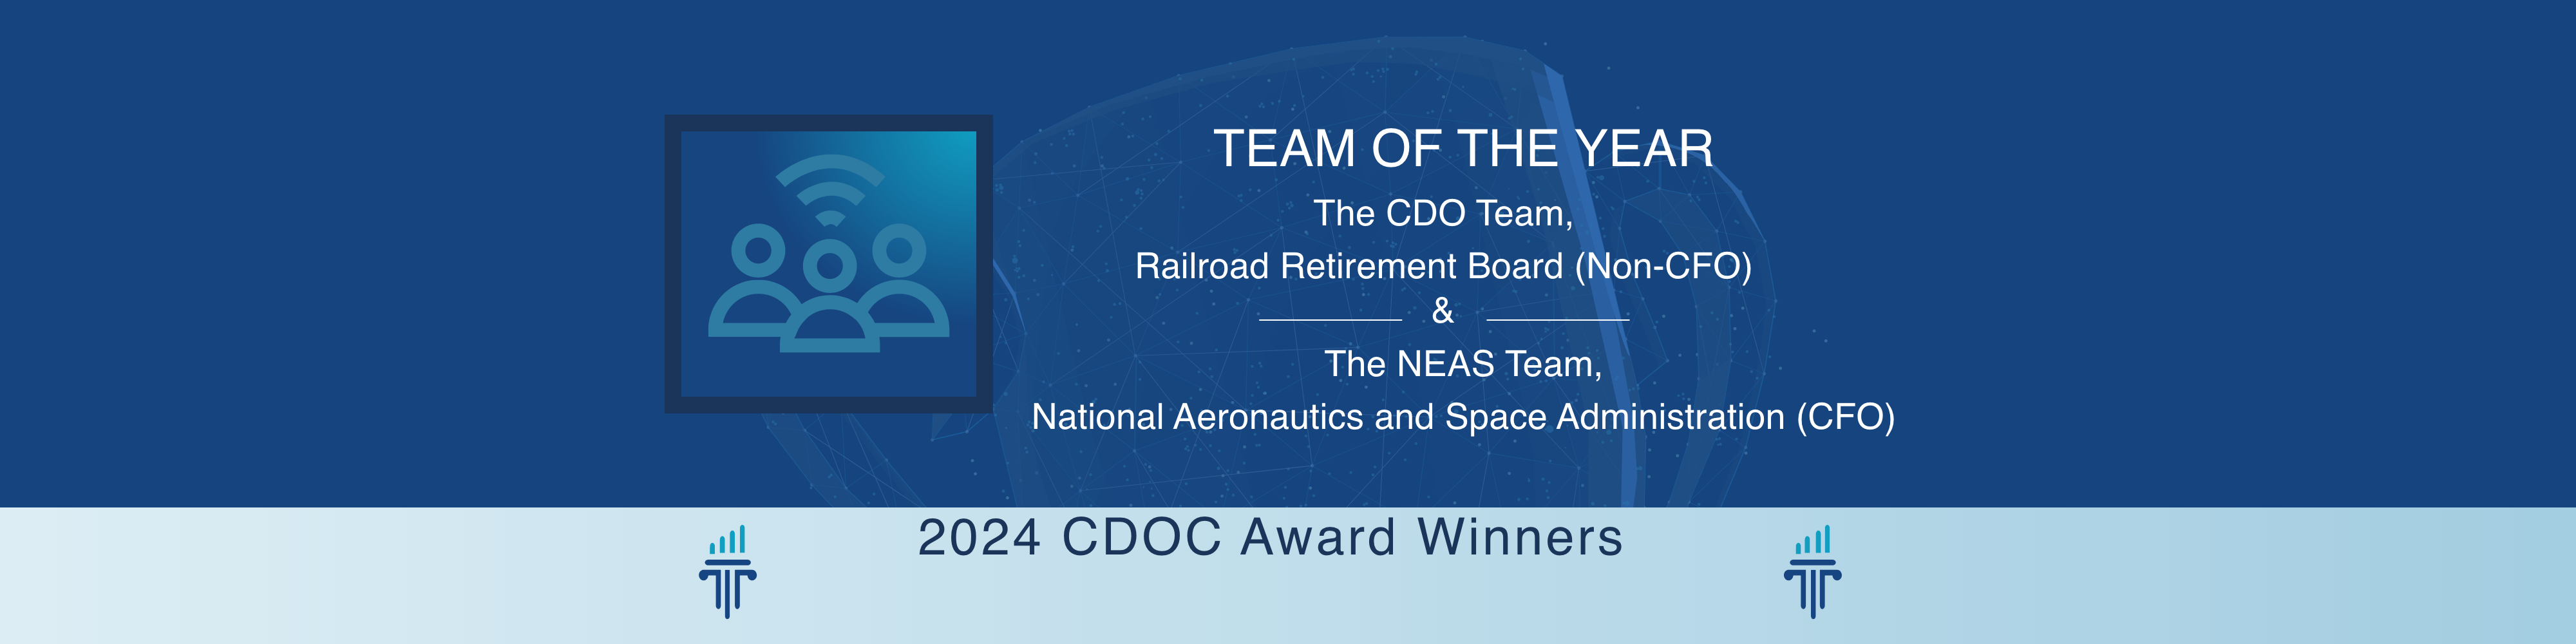 TEAM OF THE YEAR
The CDO Team,
Railroad Retirement Board (Non-CFO)
&
The NEAS Team,
National Aeronautics and Space Administration (CFO)
2024 CDOC Award Winners